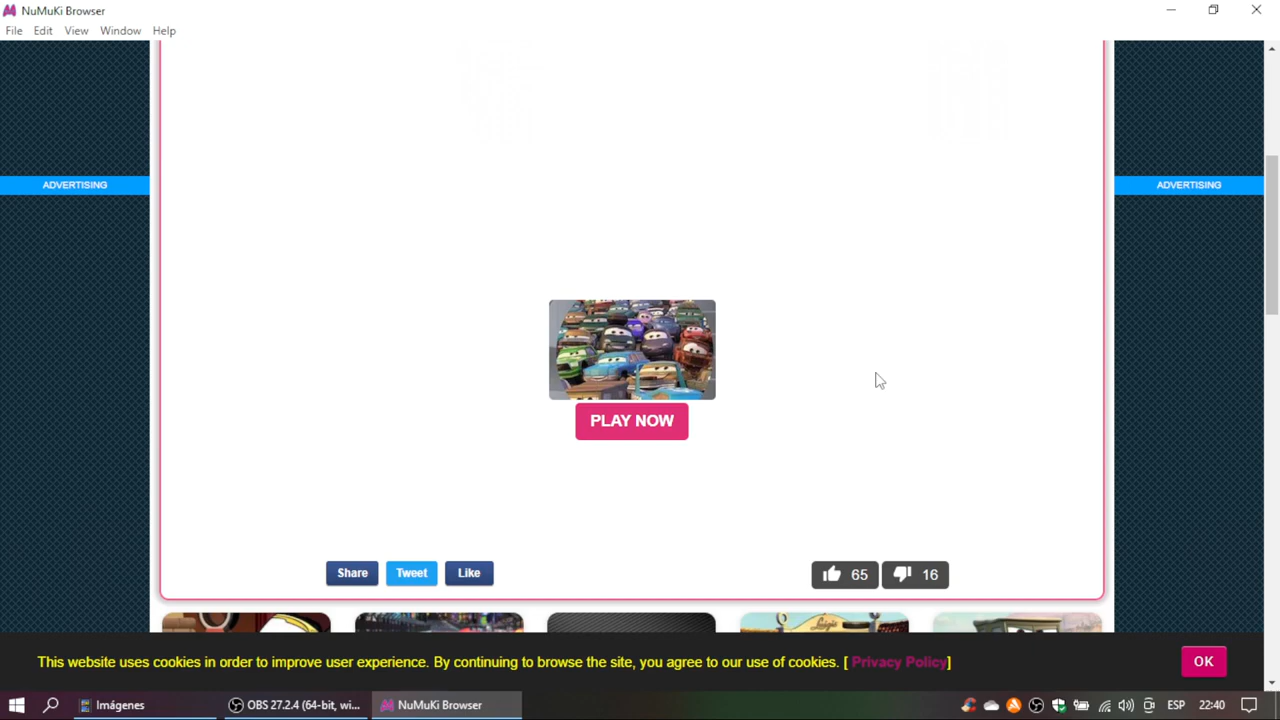 NuMuKi Browser
File Edit View Window Help
ADVERTISING
ADVERTISING
PLAY NOW
Share Tweet Like
65 16
Luigi's
This website uses cookies in order to improve user experience. By continuing to browse the site, you agree to our use of cookies. [ Privacy Policy]
OK
Imágenes
OBS 27.2.4 (64-bit, wi...
NuMuKi Browser
ESP
22:40